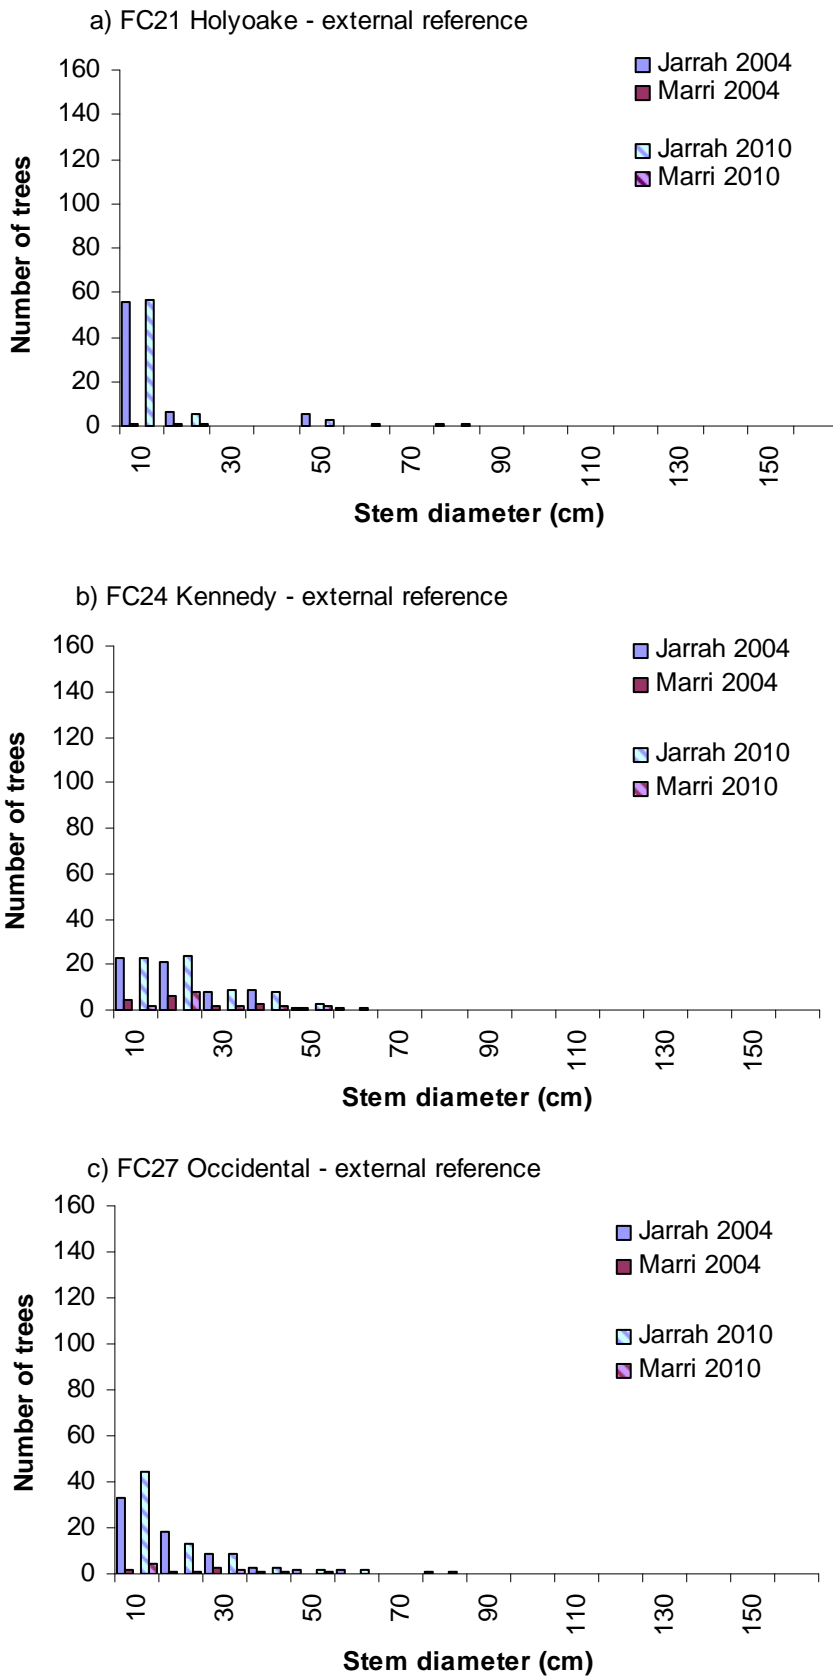 a) FC21 Holyoake - external reference
Jarrah 2004
Marri 2004
Jarrah 2010
Marri 2010
Number of trees
160
140
120
100
80
60
40
20
0
10
30
50
70
90
110
130
150
Stem diameter (cm)
b) FC24 Kennedy - external reference
Jarrah 2004
Marri 2004
Jarrah 2010
Marri 2010
Number of trees
160
140
120
100
80
60
40
20
0
10
30
50
70
90
110
130
150
Stem diameter (cm)
c) FC27 Occidental - external reference
Jarrah 2004
Marri 2004
Jarrah 2010
Marri 2010
Number of trees
160
140
120
100
80
60
40
20
0
10
30
50
70
90
110
130
150
Stem diameter (cm)